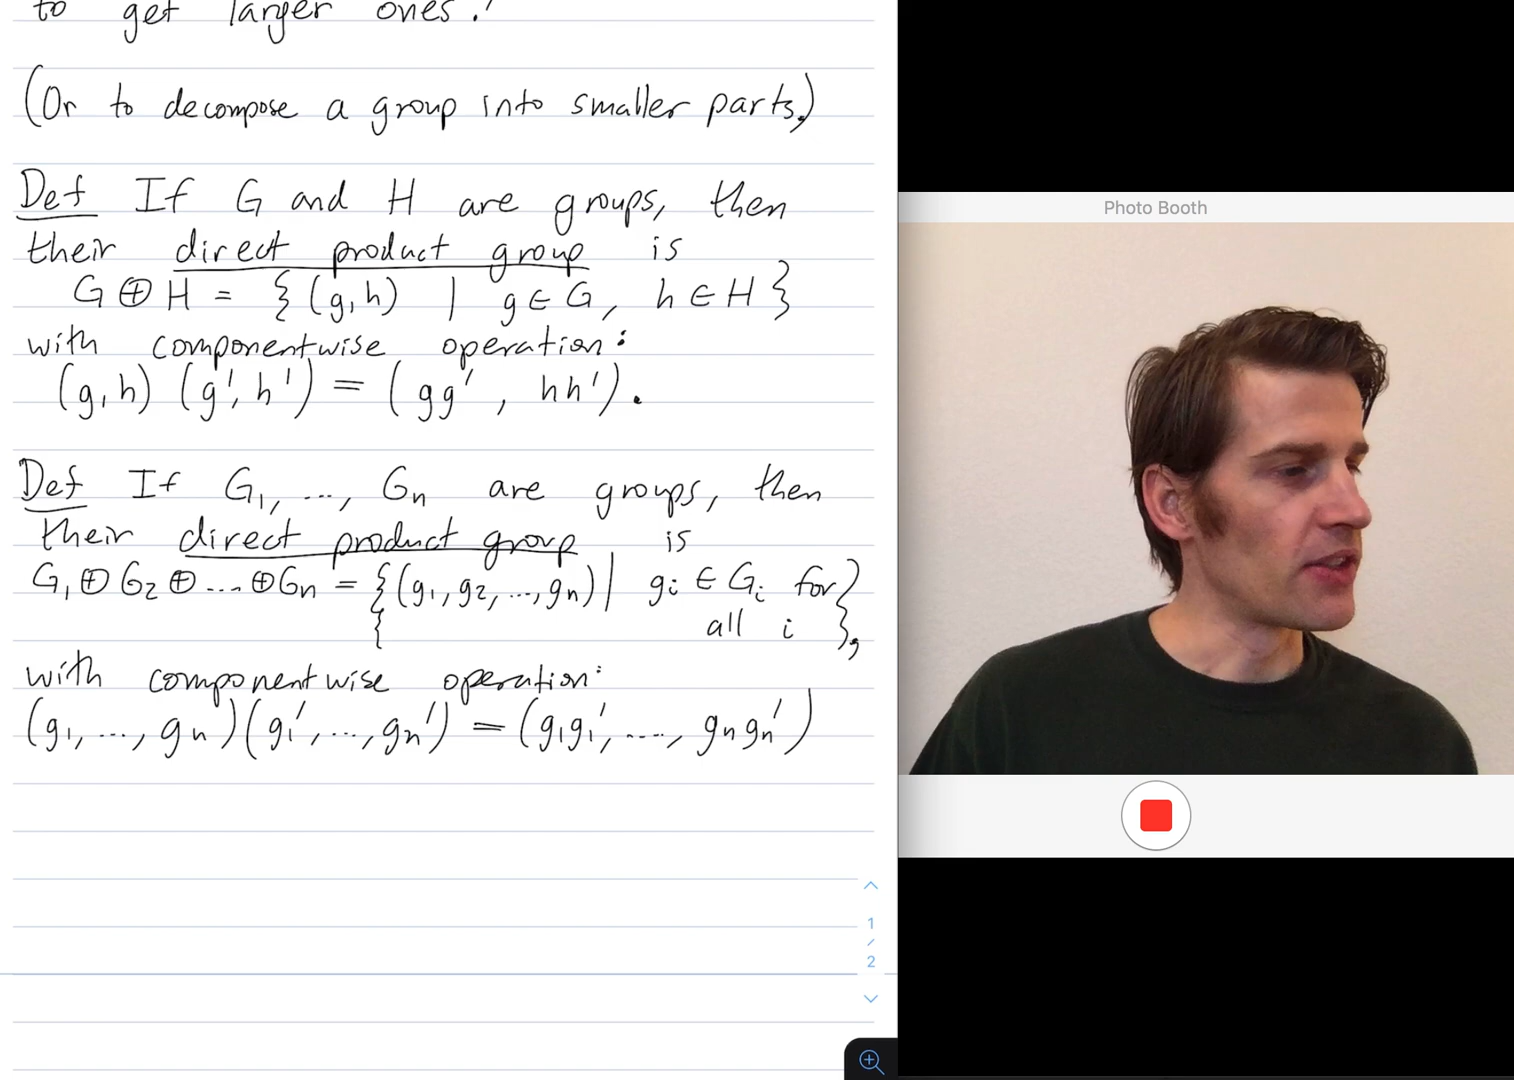 to get larger ones.!
(Or to decompose a group into smaller parts.)
Def If G and H are groups, then
their direct product group is
G ⊕ H = { (g,h) | g ∈ G, h ∈ H }
with componentwise operation:
(g,h) (g',h') = (gg', hh').
Def If G₁, ..., Gn are groups, then
their direct product group is
G₁ ⊕ G₂ ⊕ ... ⊕ Gn = {(g₁, g₂, ..., gn) | gi ∈ Gi for
all i },
with componentwise operation:
(g₁, ..., gn)(g₁', ..., gn') = (g₁g₁', ...., gngn')
Photo Booth
1
/
2